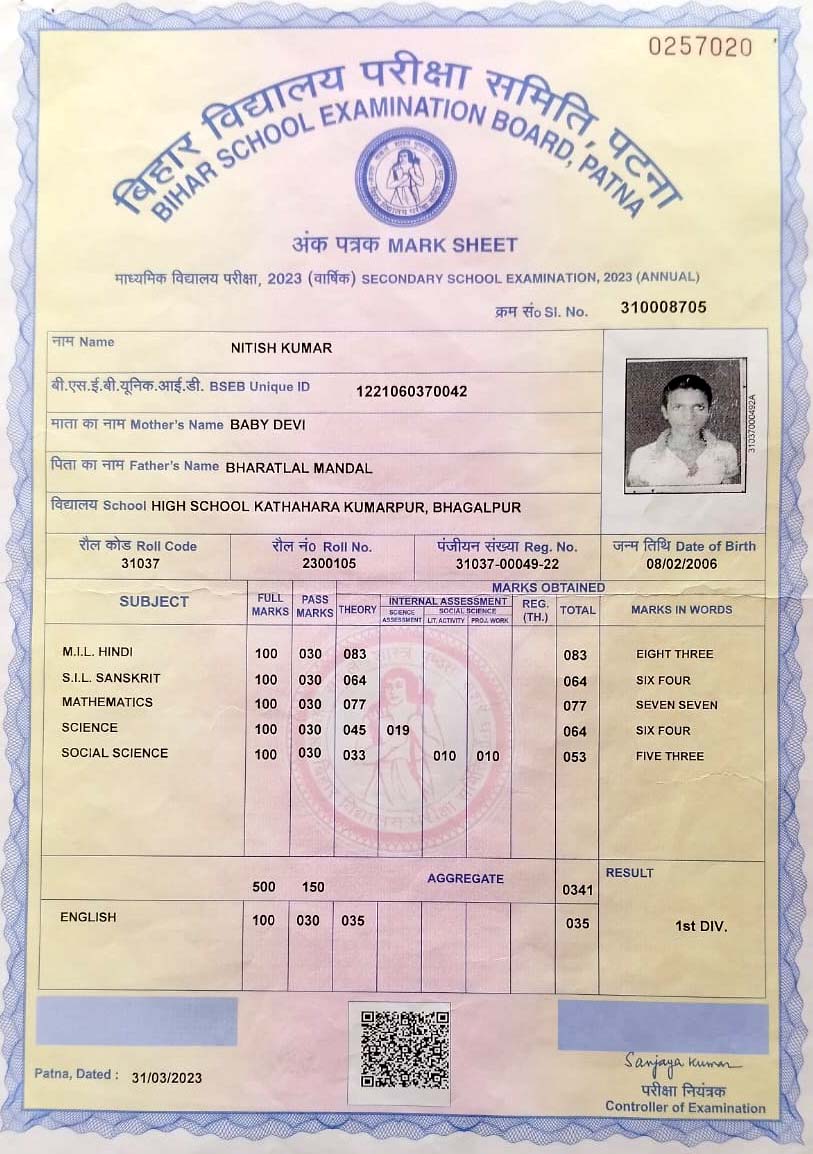 0257020
बिहार विद्यालय परीक्षा समिति, पटना
BIHAR SCHOOL EXAMINATION BOARD, PATNA
अंक पत्रक MARK SHEET
माध्यमिक विद्यालय परीक्षा, 2023 (वार्षिक) SECONDARY SCHOOL EXAMINATION, 2023 (ANNUAL)
क्रम सं० Sl. No. 310008705
नाम Name NITISH KUMAR
बी.एस.ई.बी.यूनिक.आई.डी. BSEB Unique ID 1221060370042
माता का नाम Mother's Name BABY DEVI
पिता का नाम Father's Name BHARATLAL MANDAL
विद्यालय School HIGH SCHOOL KATHAHARA KUMARPUR, BHAGALPUR
310370004​92A
रौल कोड Roll Code रौल नं० Roll No. पंजीयन संख्या Reg. No. जन्म तिथि Date of Birth
31037 2300105 31037-00049-22 08/02/2006
MARKS OBTAINED
SUBJECT FULL MARKS PASS MARKS THEORY INTERNAL ASSESSMENT REG. (TH.) TOTAL MARKS IN WORDS
SCIENCE ASSESSMENT SOCIAL SCIENCE
LIT. ACTIVITY PROJ. WORK
M.I.L. HINDI 100 030 083 083 EIGHT THREE
S.I.L. SANSKRIT 100 030 064 064 SIX FOUR
MATHEMATICS 100 030 077 077 SEVEN SEVEN
SCIENCE 100 030 045 019 064 SIX FOUR
SOCIAL SCIENCE 100 030 033 010 010 053 FIVE THREE
500 150 AGGREGATE 0341 RESULT
ENGLISH 100 030 035 035 1st DIV.
Patna, Dated : 31/03/2023
Sanjaya Kumar
परीक्षा नियंत्रक
Controller of Examination